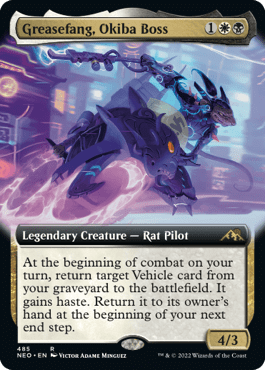 Greasefang, Okiba Boss 1
Legendary Creature — Rat Pilot
At the beginning of combat on your
turn, return target Vehicle card from
your graveyard to the battlefield. It
gains haste. Return it to its owner's
hand at the beginning of your next
end step.
4/3
485 R
NEO • EN VICTOR ADAME MINGUEZ ™ & © 2022 Wizards of the Coast